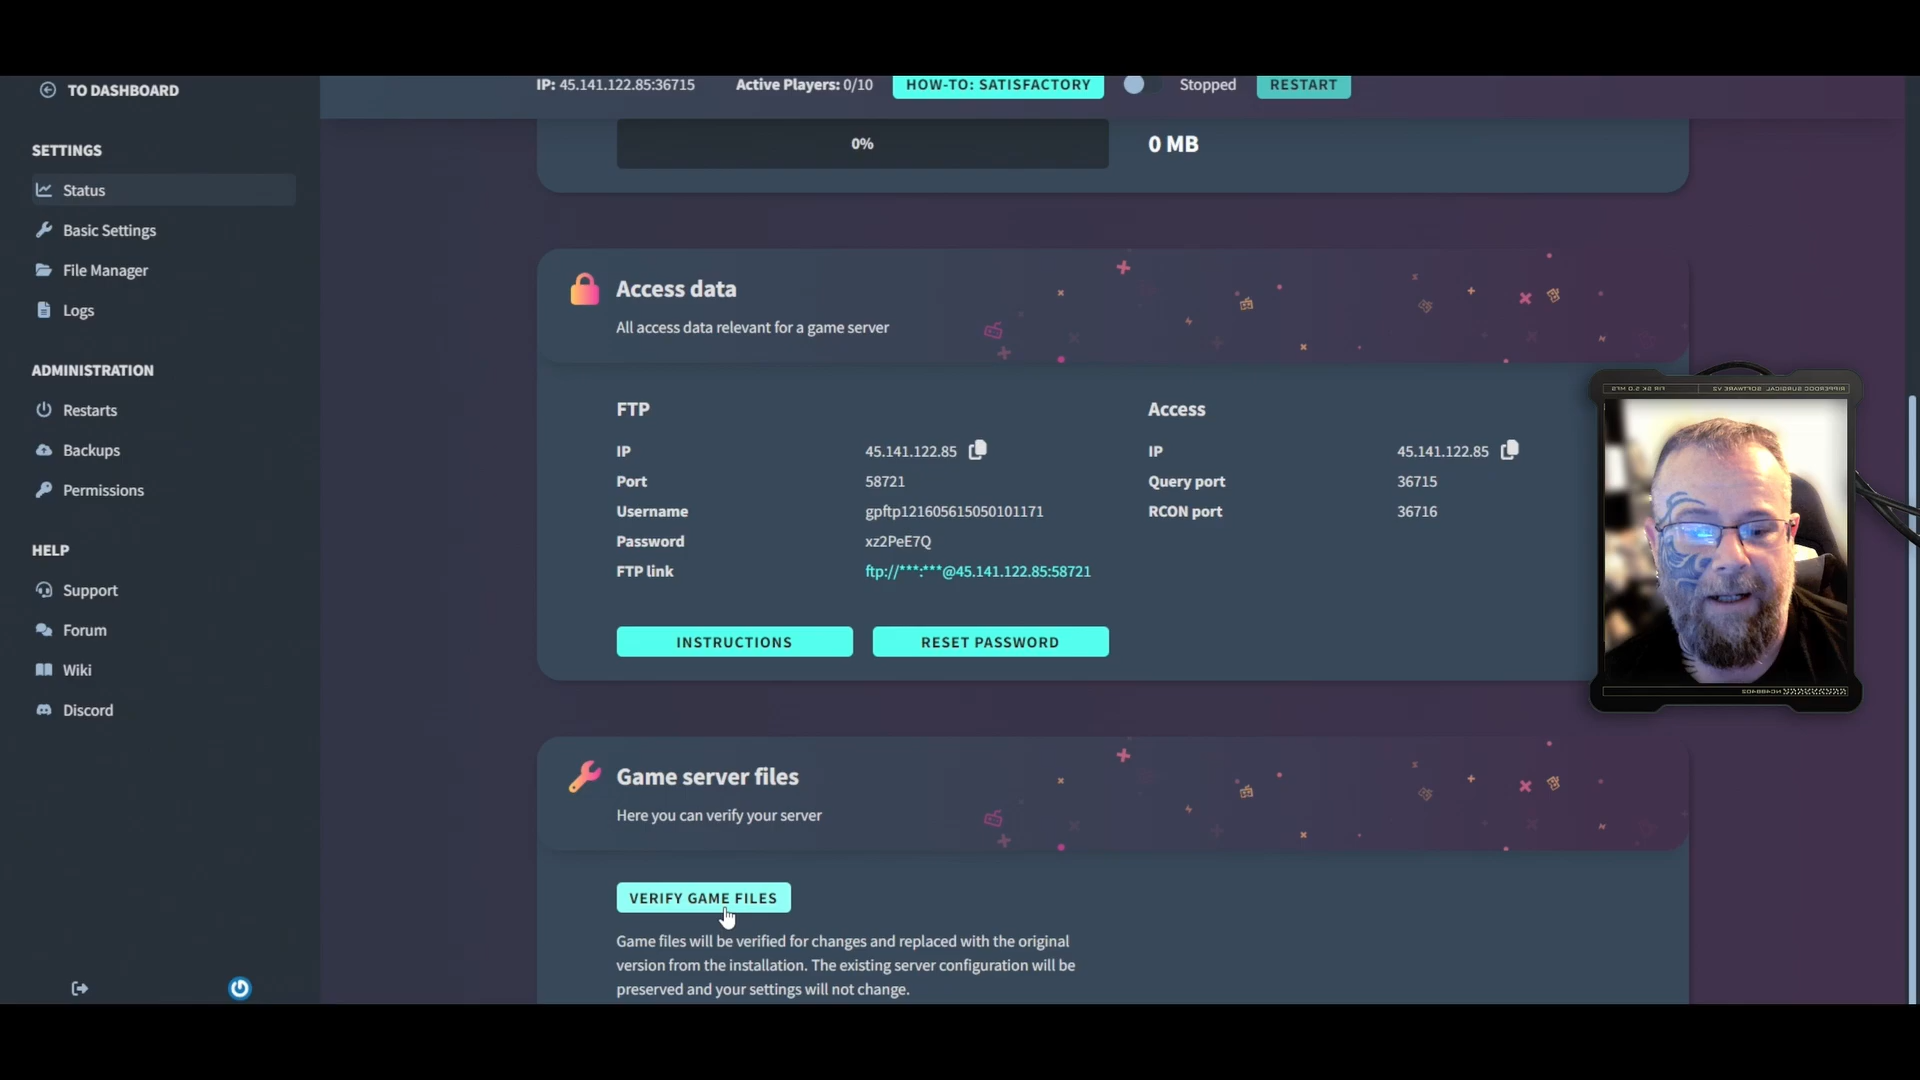 TO DASHBOARD
IP: 45.141.122.85:36715 Active Players: 0/10 HOW-TO: SATISFACTORY Stopped RESTART
SETTINGS
Status
Basic Settings
File Manager
Logs
ADMINISTRATION
Restarts
Backups
Permissions
HELP
Support
Forum
Wiki
Discord
0% 0 MB
Access data
All access data relevant for a game server
FTP
IP 45.141.122.85
Port 58721
Username gpftp121605615050101171
Password xz2PeE7Q
FTP link ftp://***:***@45.141.122.85:58721
INSTRUCTIONS RESET PASSWORD
Access
IP 45.141.122.85
Query port 36715
RCON port 36716
Game server files
Here you can verify your server
VERIFY GAME FILES
Game files will be verified for changes and replaced with the original
version from the installation. The existing server configuration will be
preserved and your settings will not change.